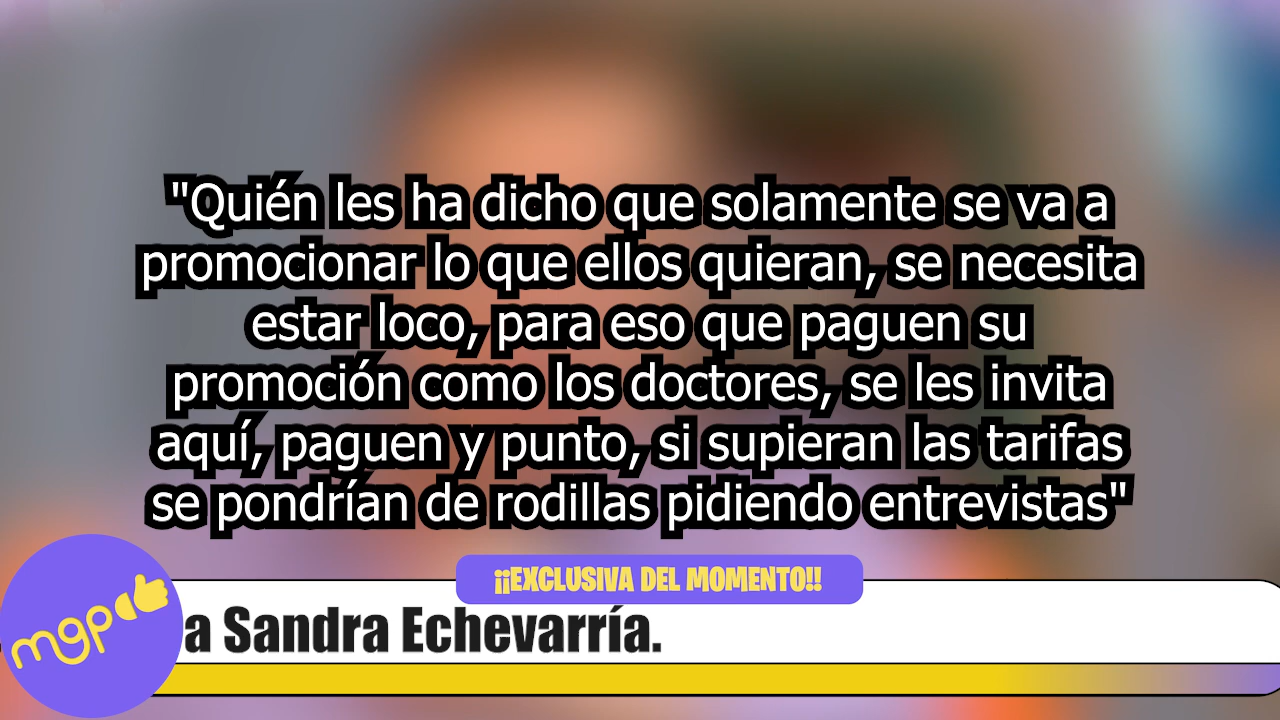 "Quién les ha dicho que solamente se va a
promocionar lo que ellos quieran, se necesita
estar loco, para eso que paguen su
promoción como los doctores, se les invita
aquí, paguen y punto, si supieran las tarifas
se pondrían de rodillas pidiendo entrevistas"
¡¡EXCLUSIVA DEL MOMENTO!!
a Sandra Echevarría.
mgp